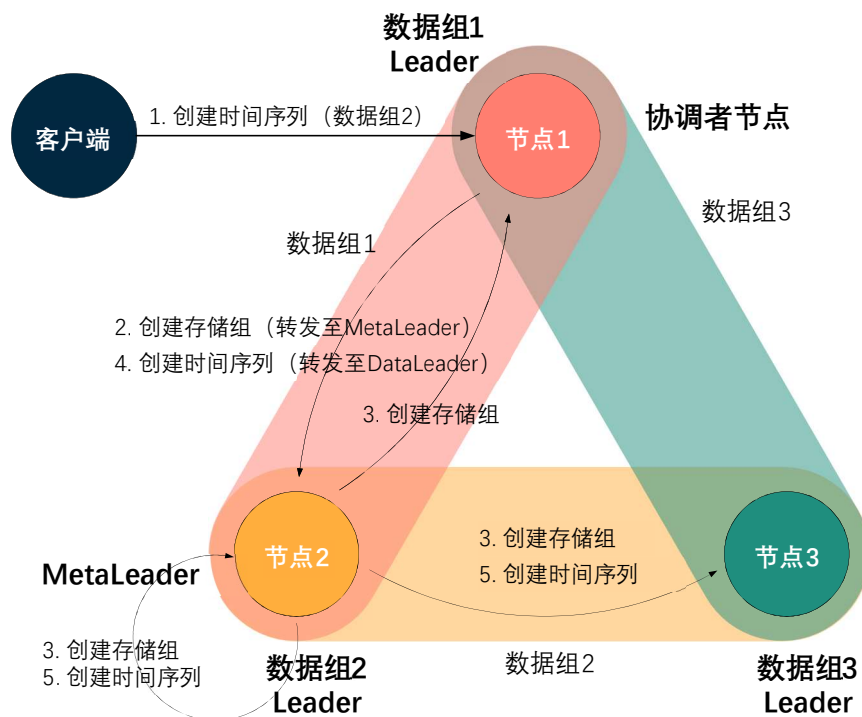 数据组1
Leader
客户端
1. 创建时间序列（数据组2）
节点1
协调者节点
数据组3
数据组1
2. 创建存储组（转发至MetaLeader）
4. 创建时间序列（转发至DataLeader）
3. 创建存储组
节点2
3. 创建存储组
5. 创建时间序列
节点3
MetaLeader
3. 创建存储组
5. 创建时间序列
数据组2
Leader
数据组2
数据组3
Leader